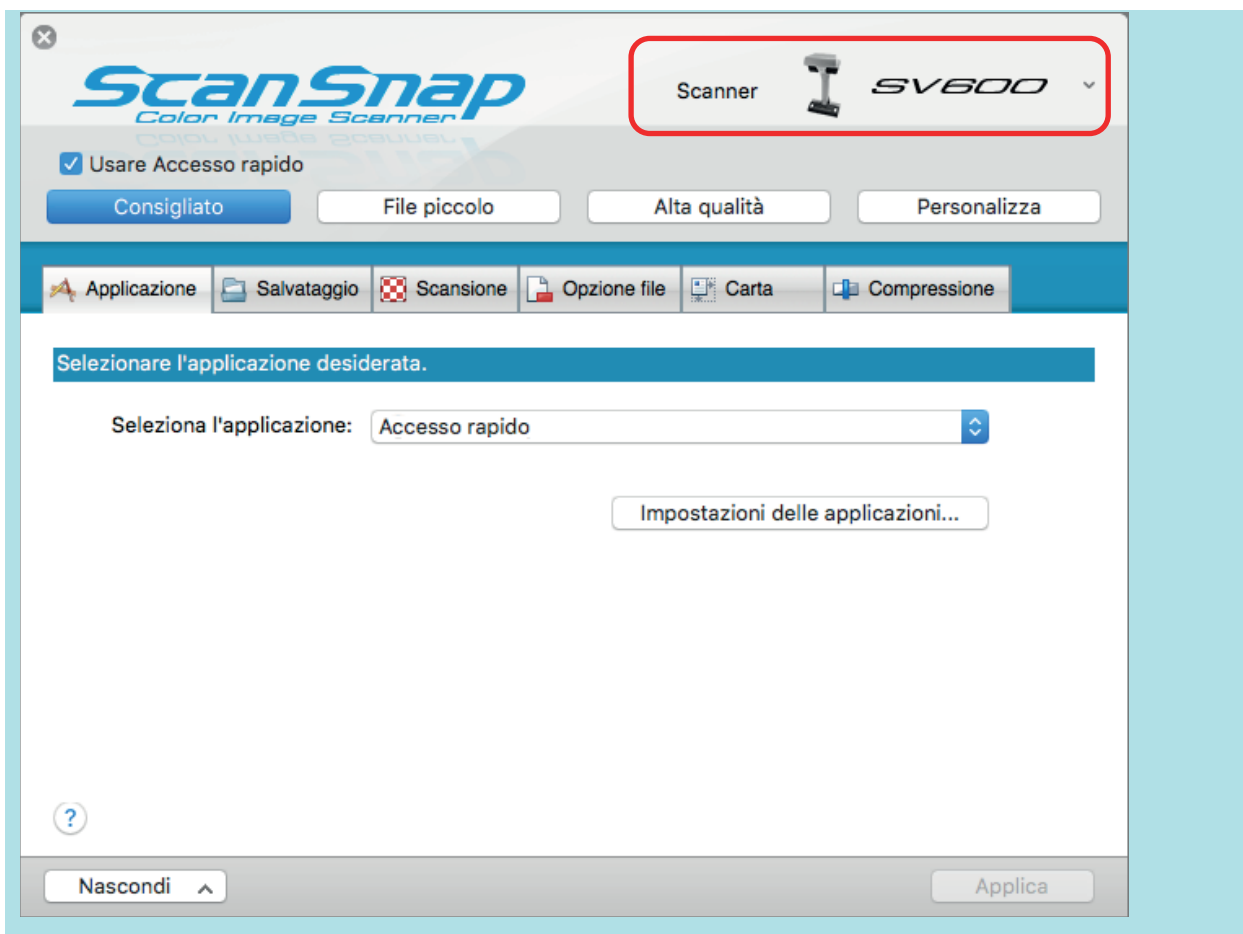 ScanSnap
Color Image Scanner
Scanner SV600
Usare Accesso rapido
Consigliato File piccolo Alta qualità Personalizza
Applicazione Salvataggio Scansione Opzione file Carta Compressione
Selezionare l'applicazione desiderata.
Seleziona l'applicazione: Accesso rapido
Impostazioni delle applicazioni...
?
Nascondi Applica